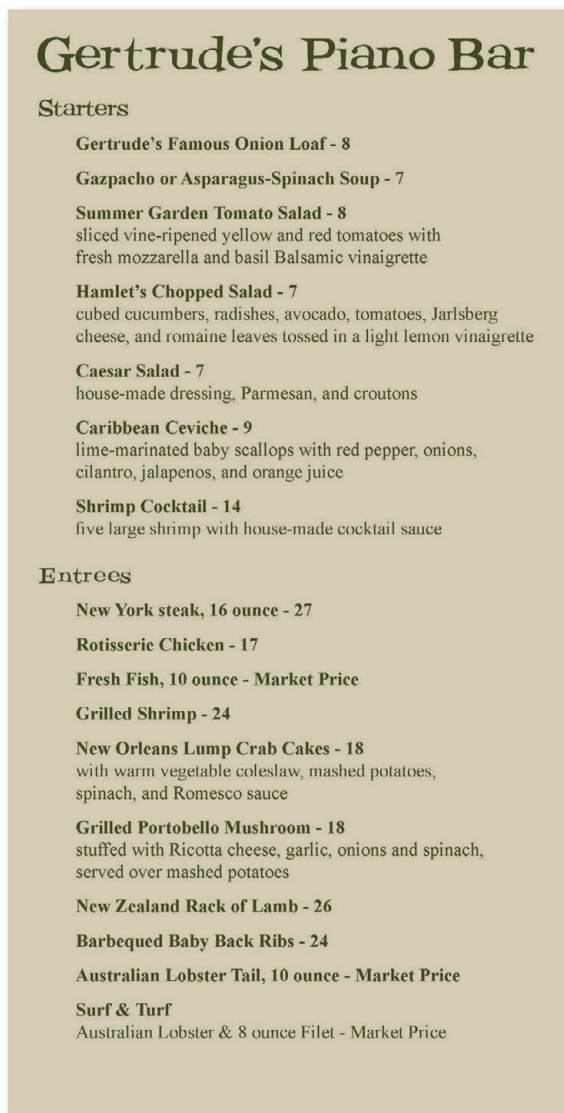 Gertrude's Piano Bar
Starters
Gertrude's Famous Onion Loaf - 8
Gazpacho or Asparagus-Spinach Soup - 7
Summer Garden Tomato Salad - 8
sliced vine-ripened yellow and red tomatoes with
fresh mozzarella and basil Balsamic vinaigrette
Hamlet's Chopped Salad - 7
cubed cucumbers, radishes, avocado, tomatoes, Jarlsberg
cheese, and romaine leaves tossed in a light lemon vinaigrette
Caesar Salad - 7
house-made dressing, Parmesan, and croutons
Caribbean Ceviche - 9
lime-marinated baby scallops with red pepper, onions,
cilantro, jalapenos, and orange juice
Shrimp Cocktail - 14
five large shrimp with house-made cocktail sauce
Entrees
New York steak, 16 ounce - 27
Rotisserie Chicken - 17
Fresh Fish, 10 ounce - Market Price
Grilled Shrimp - 24
New Orleans Lump Crab Cakes - 18
with warm vegetable coleslaw, mashed potatoes,
spinach, and Romesco sauce
Grilled Portobello Mushroom - 18
stuffed with Ricotta cheese, garlic, onions and spinach,
served over mashed potatoes
New Zealand Rack of Lamb - 26
Barbequed Baby Back Ribs - 24
Australian Lobster Tail, 10 ounce - Market Price
Surf & Turf
Australian Lobster & 8 ounce Filet - Market Price